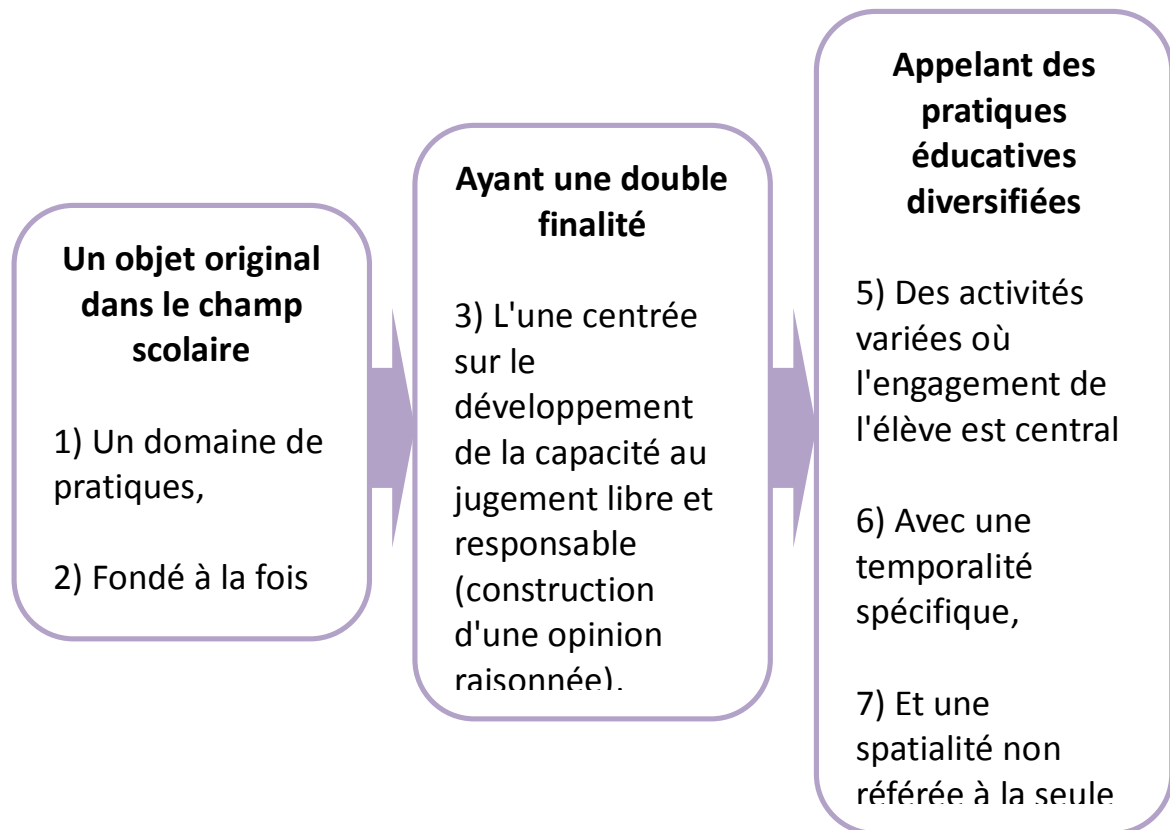 Un objet original
dans le champ
scolaire
1) Un domaine de
pratiques,
2) Fondé à la fois
Ayant une double
finalité
3) L'une centrée
sur le
développement
de la capacité au
jugement libre et
responsable
(construction
d'une opinion
raisonnée).
Appelant des
pratiques
éducatives
diversifiées
5) Des activités
variées où
l'engagement de
l'élève est central
6) Avec une
temporalité
spécifique,
7) Et une
spatialité non
référée à la seule